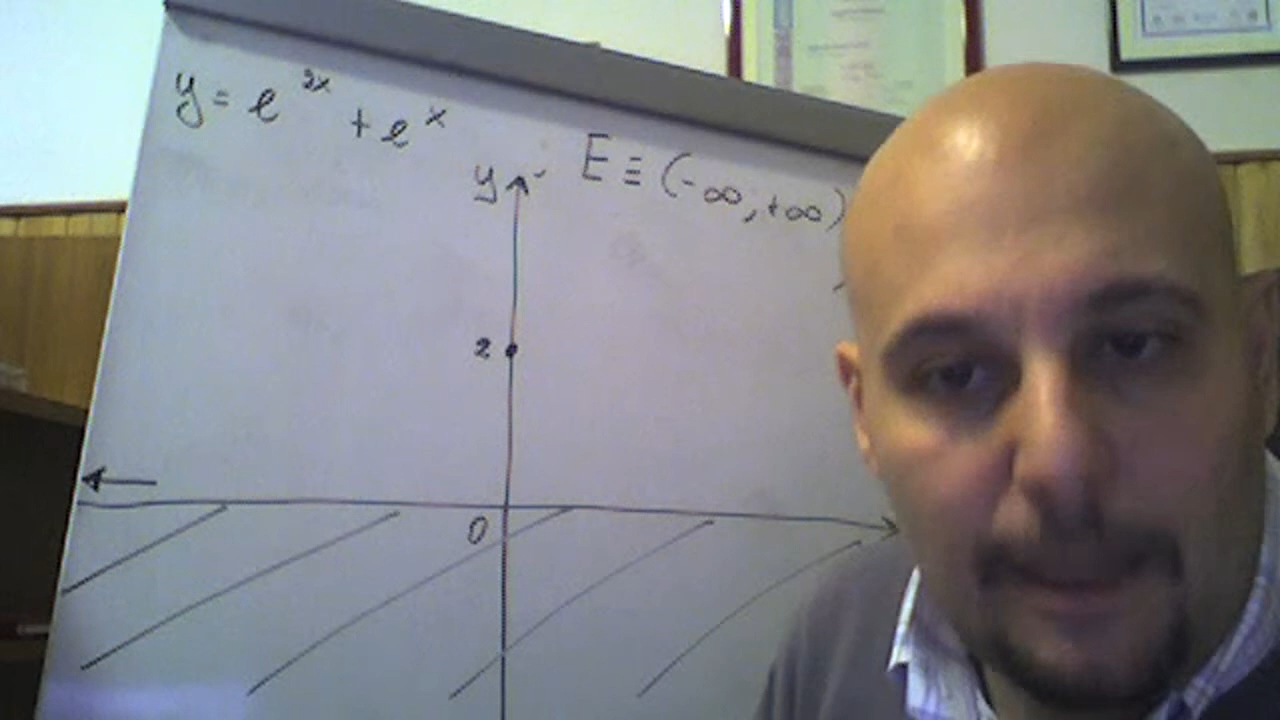 y = e^{2x} + e^x
E ≡ (-∞, +∞)
y
2
0